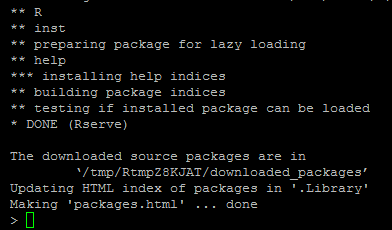 ** R
** inst
** preparing package for lazy loading
** help
*** installing help indices
** building package indices
** testing if installed package can be loaded
* DONE (Rserve)
The downloaded source packages are in
‘/tmp/RtmpZ8KJAT/downloaded_packages’
Updating HTML index of packages in '.Library'
Making 'packages.html' ... done
>